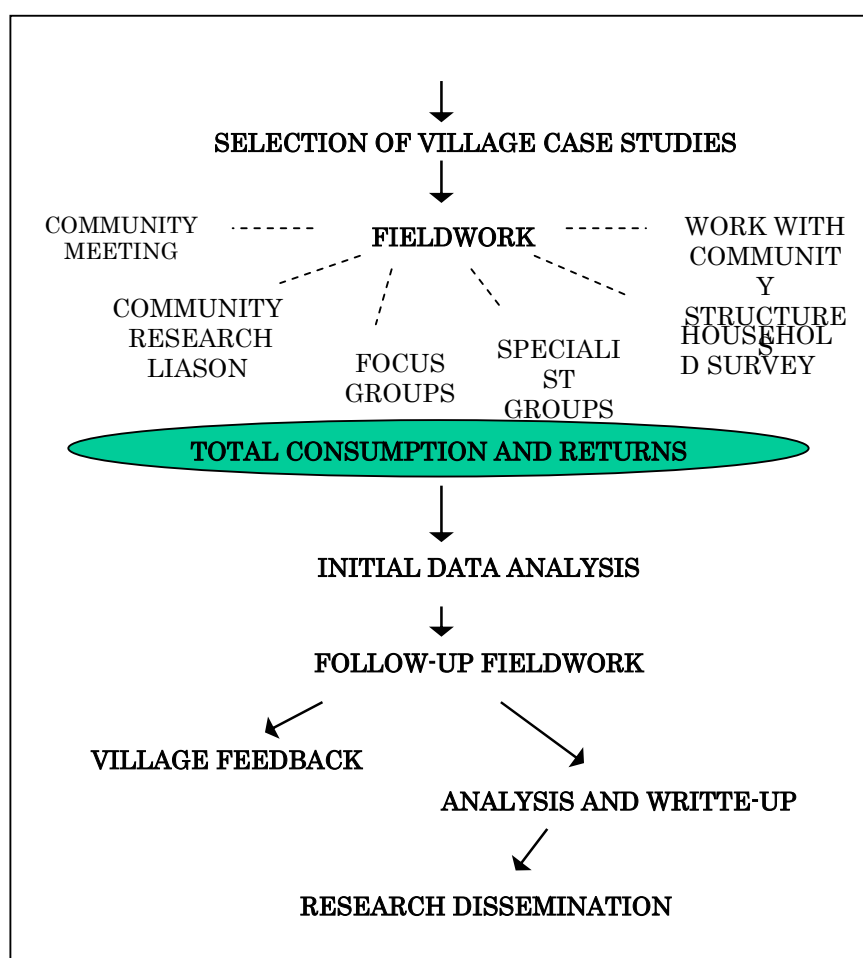 SELECTION OF VILLAGE CASE STUDIES
COMMUNITY
MEETING
FIELDWORK
WORK WITH
COMMUNIT
Y
STRUCTURE
S
COMMUNITY
RESEARCH
LIASON
FOCUS
GROUPS
SPECIALI
ST
GROUPS
HOUSEHOL
D SURVEY
TOTAL CONSUMPTION AND RETURNS
INITIAL DATA ANALYSIS
FOLLOW-UP FIELDWORK
VILLAGE FEEDBACK
ANALYSIS AND WRITTE-UP
RESEARCH DISSEMINATION